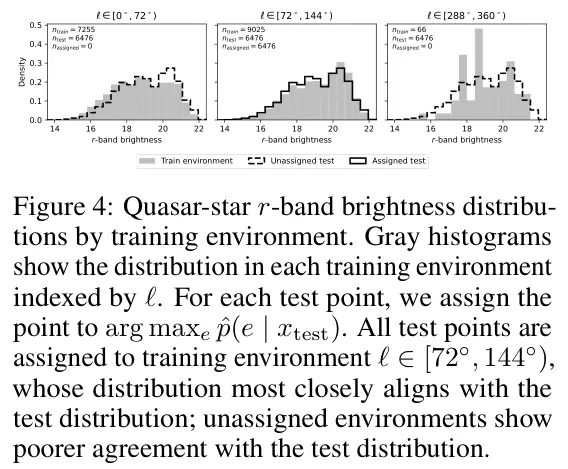 ℓ ∈ [0°, 72°)
ℓ ∈ [72°, 144°)
ℓ ∈ [288°, 360°)
n_train = 7255
n_test = 6476
n_assigned = 0
n_train = 9025
n_test = 6476
n_assigned = 6476
n_train = 66
n_test = 6476
n_assigned = 0
Density
0.5
0.4
0.3
0.2
0.1
0.0
14 16 18 20 22
14 16 18 20 22
14 16 18 20 22
r-band brightness
r-band brightness
r-band brightness
Train environment
Unassigned test
Assigned test
Figure 4: Quasar-star r-band brightness distribu-
tions by training environment. Gray histograms
show the distribution in each training environment
indexed by ℓ. For each test point, we assign the
point to arg max_e p̂(e | x_test). All test points are
assigned to training environment ℓ ∈ [72°, 144°),
whose distribution most closely aligns with the
test distribution; unassigned environments show
poorer agreement with the test distribution.